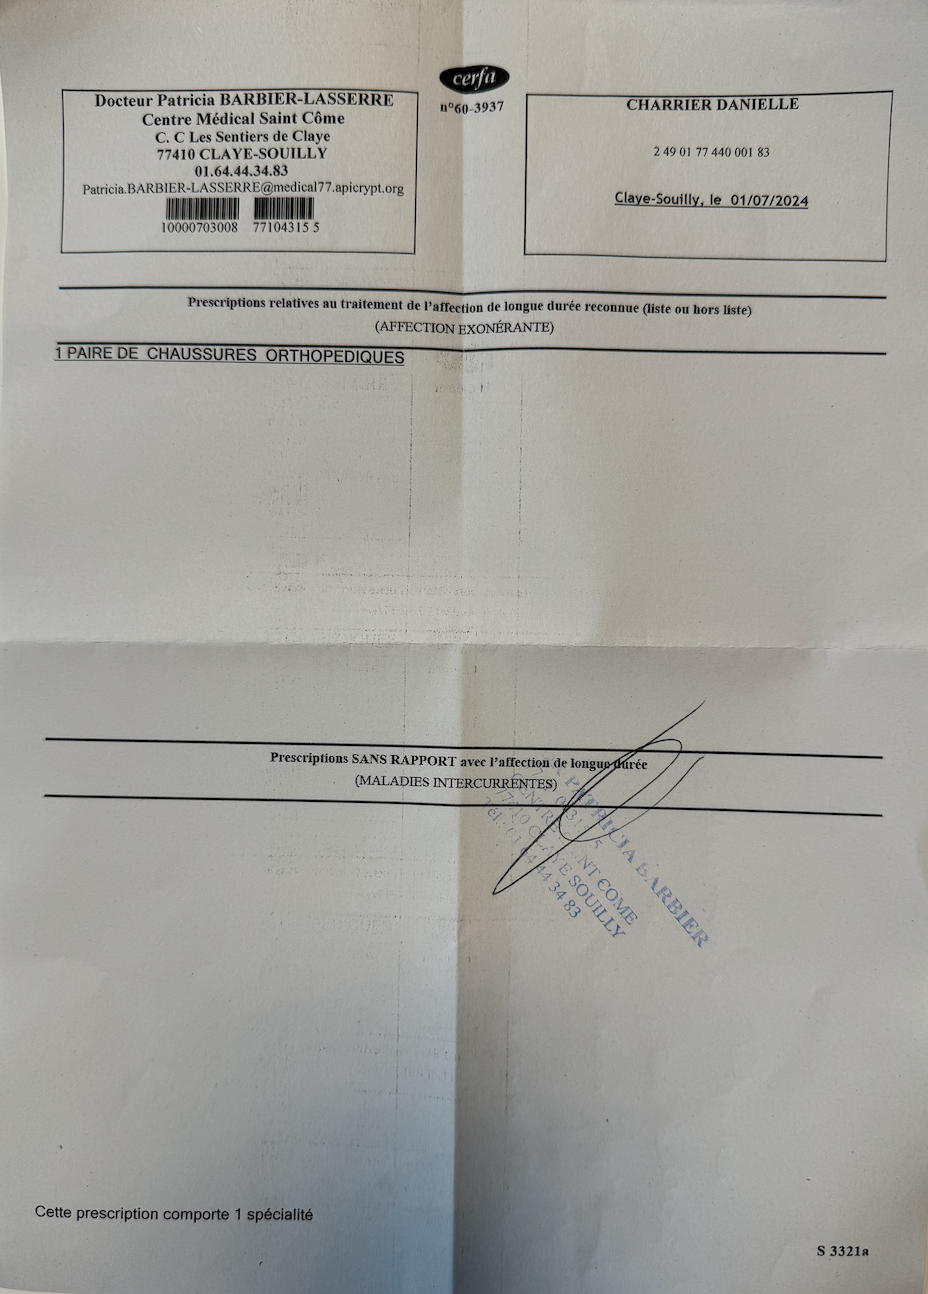 cerfa
n°60-3937
Docteur Patricia BARBIER-LASSERRE
Centre Médical Saint Côme
C. C Les Sentiers de Claye
77410 CLAYE-SOUILLY
01.64.44.34.83
Patricia.BARBIER-LASSERRE@medical77.apicrypt.org
10000703008 77104315 5
CHARRIER DANIELLE
2 49 01 77 440 001 83
Claye-Souilly, le 01/07/2024
Prescriptions relatives au traitement de l'affection de longue durée reconnue (liste ou hors liste)
(AFFECTION EXONÉRANTE)
1 PAIRE DE CHAUSSURES ORTHOPEDIQUES
Prescriptions SANS RAPPORT avec l'affection de longue durée
(MALADIES INTERCURRENTES)
PATRICIA BARBIER
NT COME
SOUILLY
44 34 83
Cette prescription comporte 1 spécialité
S 3321a